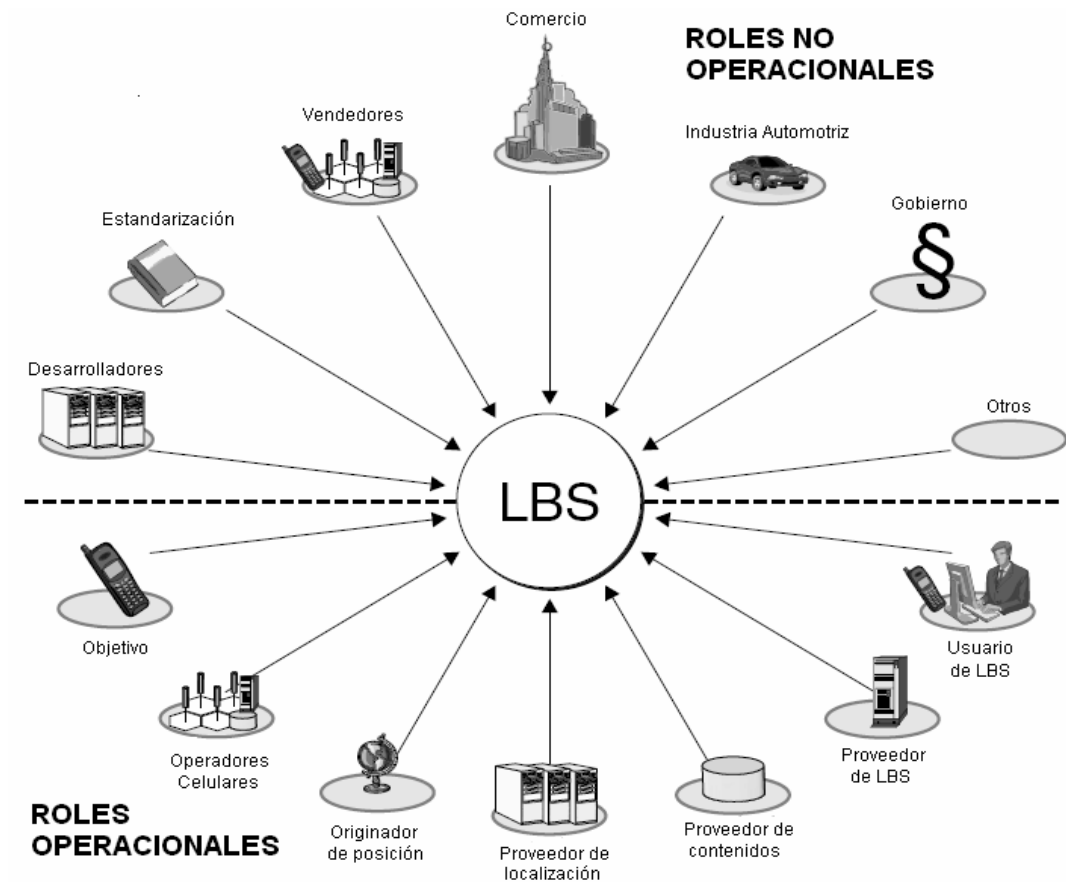 Comercio
ROLES NO
OPERACIONALES
Vendedores
Industria Automotriz
Estandarización
Gobierno
§
Desarrolladores
Otros
LBS
Objetivo
Usuario
de LBS
Operadores
Celulares
Proveedor
de LBS
ROLES
OPERACIONALES
Originador
de posición
Proveedor de
localización
Proveedor de
contenidos